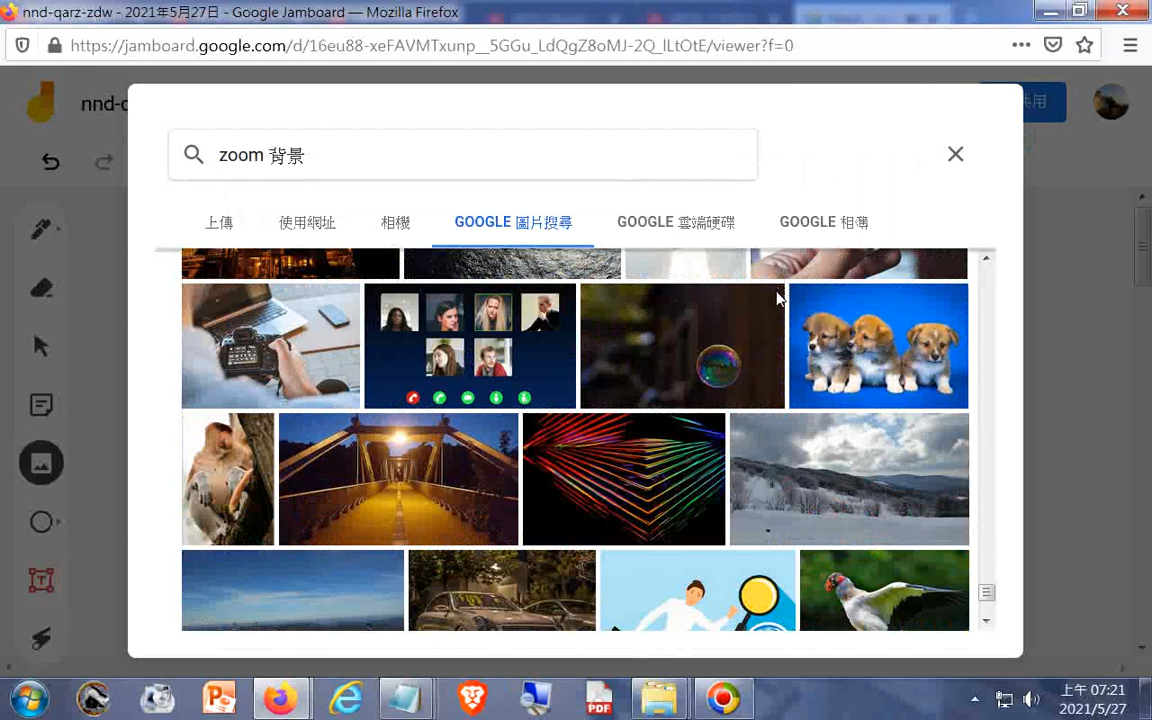 nnd-qarz-zdw - 2021年5月27日 - Google Jamboard — Mozilla Firefox
https://jamboard.google.com/d/16eu88-xeFAVMTxunp__5GGu_LdQgZ8oMJ-2Q_lLtOtE/viewer?f=0
nnd-q
用
zoom 背景
上傳
使用網址
相機
GOOGLE 圖片搜尋
GOOGLE 雲端硬碟
GOOGLE 相簿
PDF
上午 07:21
2021/5/27